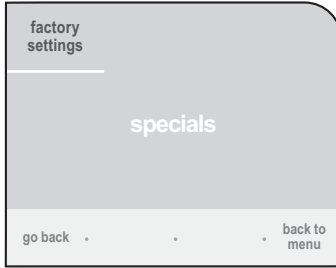 factory
settings
specials
go back
back to
menu